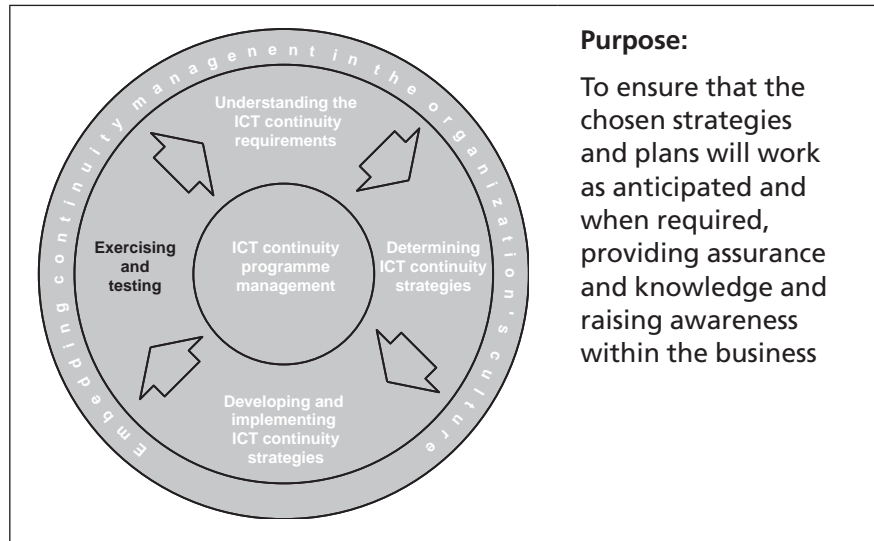 Embedding continuity management in the organization's culture
Understanding the
ICT continuity
requirements
Exercising
and
testing
ICT continuity
programme
management
Determining
ICT continuity
strategies
Developing and
implementing
ICT continuity
strategies
Purpose:
To ensure that the
chosen strategies
and plans will work
as anticipated and
when required,
providing assurance
and knowledge and
raising awareness
within the business